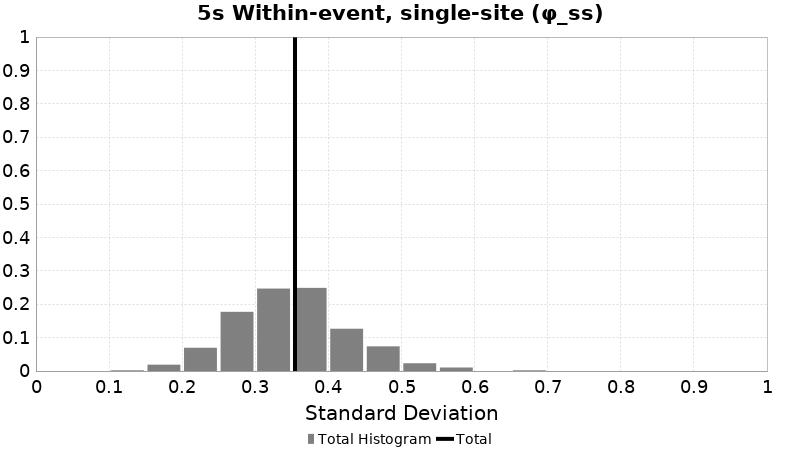 5s Within-event, single-site (φ_ss)
1
0.9
0.8
0.7
0.6
0.5
0.4
0.3
0.2
0.1
0
0 0.1 0.2 0.3 0.4 0.5 0.6 0.7 0.8 0.9 1
Standard Deviation
Total Histogram Total